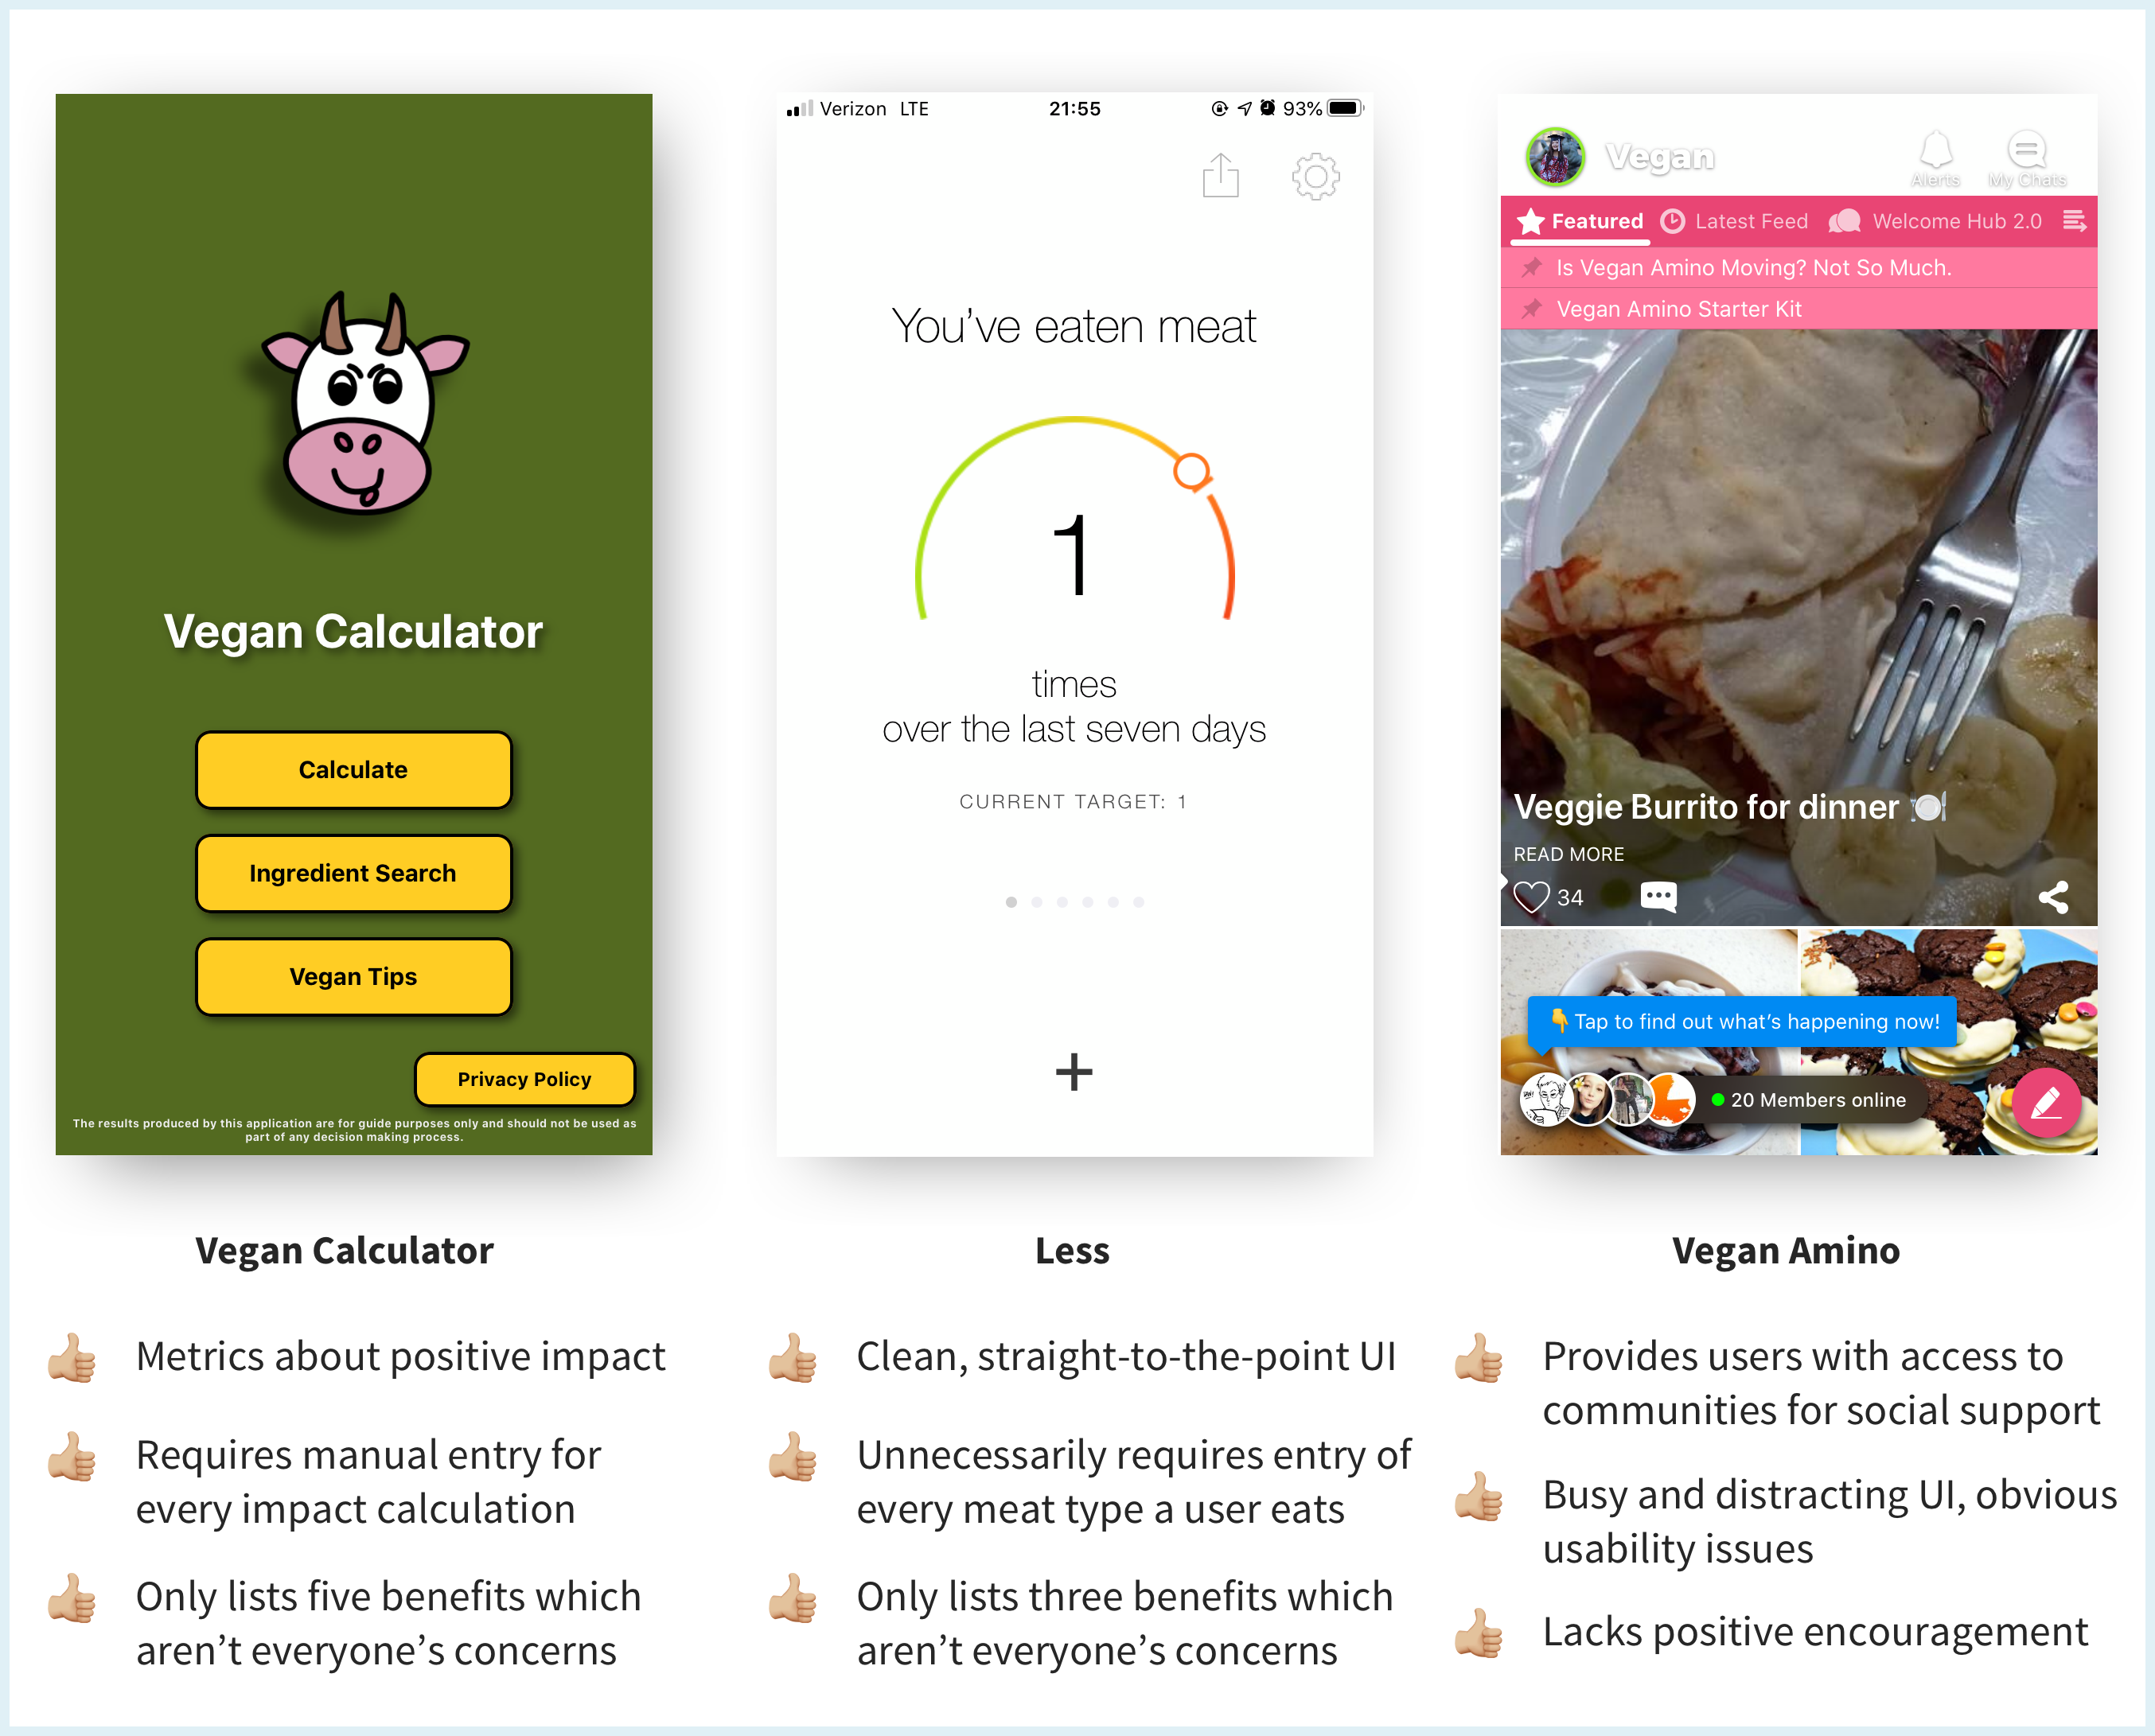 Vegan Calculator
Calculate
Ingredient Search
Vegan Tips
Privacy Policy
The results produced by this application are for guide purposes only and should not be used as
part of any decision making process.
Verizon LTE 21:55 93%
You’ve eaten meat
1
times
over the last seven days
CURRENT TARGET: 1
+
Vegan
Alerts My Chats
Featured Latest Feed Welcome Hub 2.0
Is Vegan Amino Moving? Not So Much.
Vegan Amino Starter Kit
Veggie Burrito for dinner 🍽
READ MORE
34
👇Tap to find out what’s happening now!
20 Members online
Vegan Calculator
👍🏼 Metrics about positive impact
👍🏼 Requires manual entry for
every impact calculation
👍🏼 Only lists five benefits which
aren’t everyone’s concerns
Less
👍🏼 Clean, straight-to-the-point UI
👍🏼 Unnecessarily requires entry of
every meat type a user eats
👍🏼 Only lists three benefits which
aren’t everyone’s concerns
Vegan Amino
👍🏼 Provides users with access to
communities for social support
👍🏼 Busy and distracting UI, obvious
usability issues
👍🏼 Lacks positive encouragement